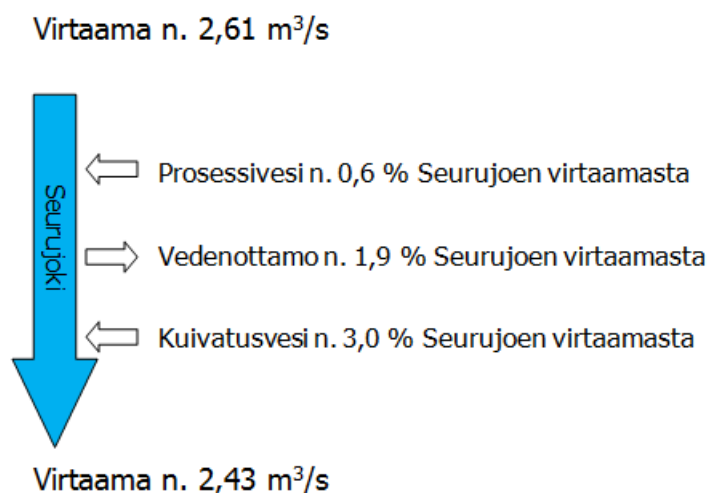 Virtaama n. 2,61 m³/s
Prosessivesi n. 0,6 % Seurujoen virtaamasta
Seurujoki
Vedenottamo n. 1,9 % Seurujoen virtaamasta
Kuivatusvesi n. 3,0 % Seurujoen virtaamasta
Virtaama n. 2,43 m³/s